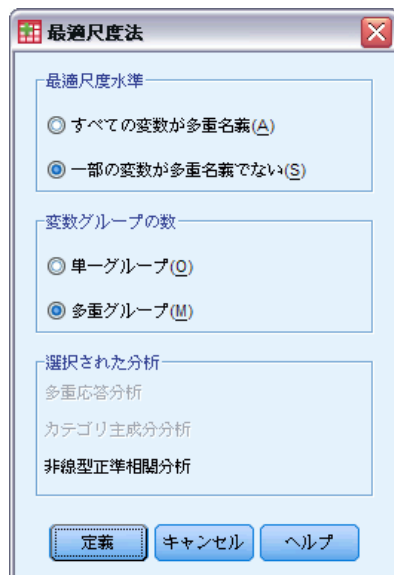 最適尺度法
最適尺度水準
すべての変数が多重名義(A)
一部の変数が多重名義でない(S)
変数グループの数
単一グループ(O)
多重グループ(M)
選択された分析
多重応答分析
カテゴリ主成分分析
非線型正準相関分析
定義 キャンセル ヘルプ